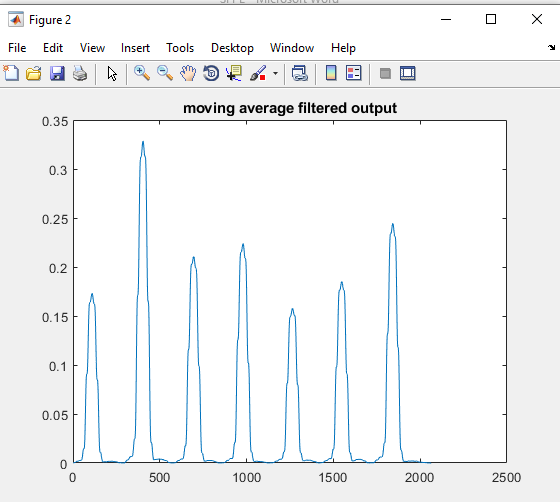 Figure 2
File Edit View Insert Tools Desktop Window Help
moving average filtered output
0.35
0.3
0.25
0.2
0.15
0.1
0.05
0
0 500 1000 1500 2000 2500